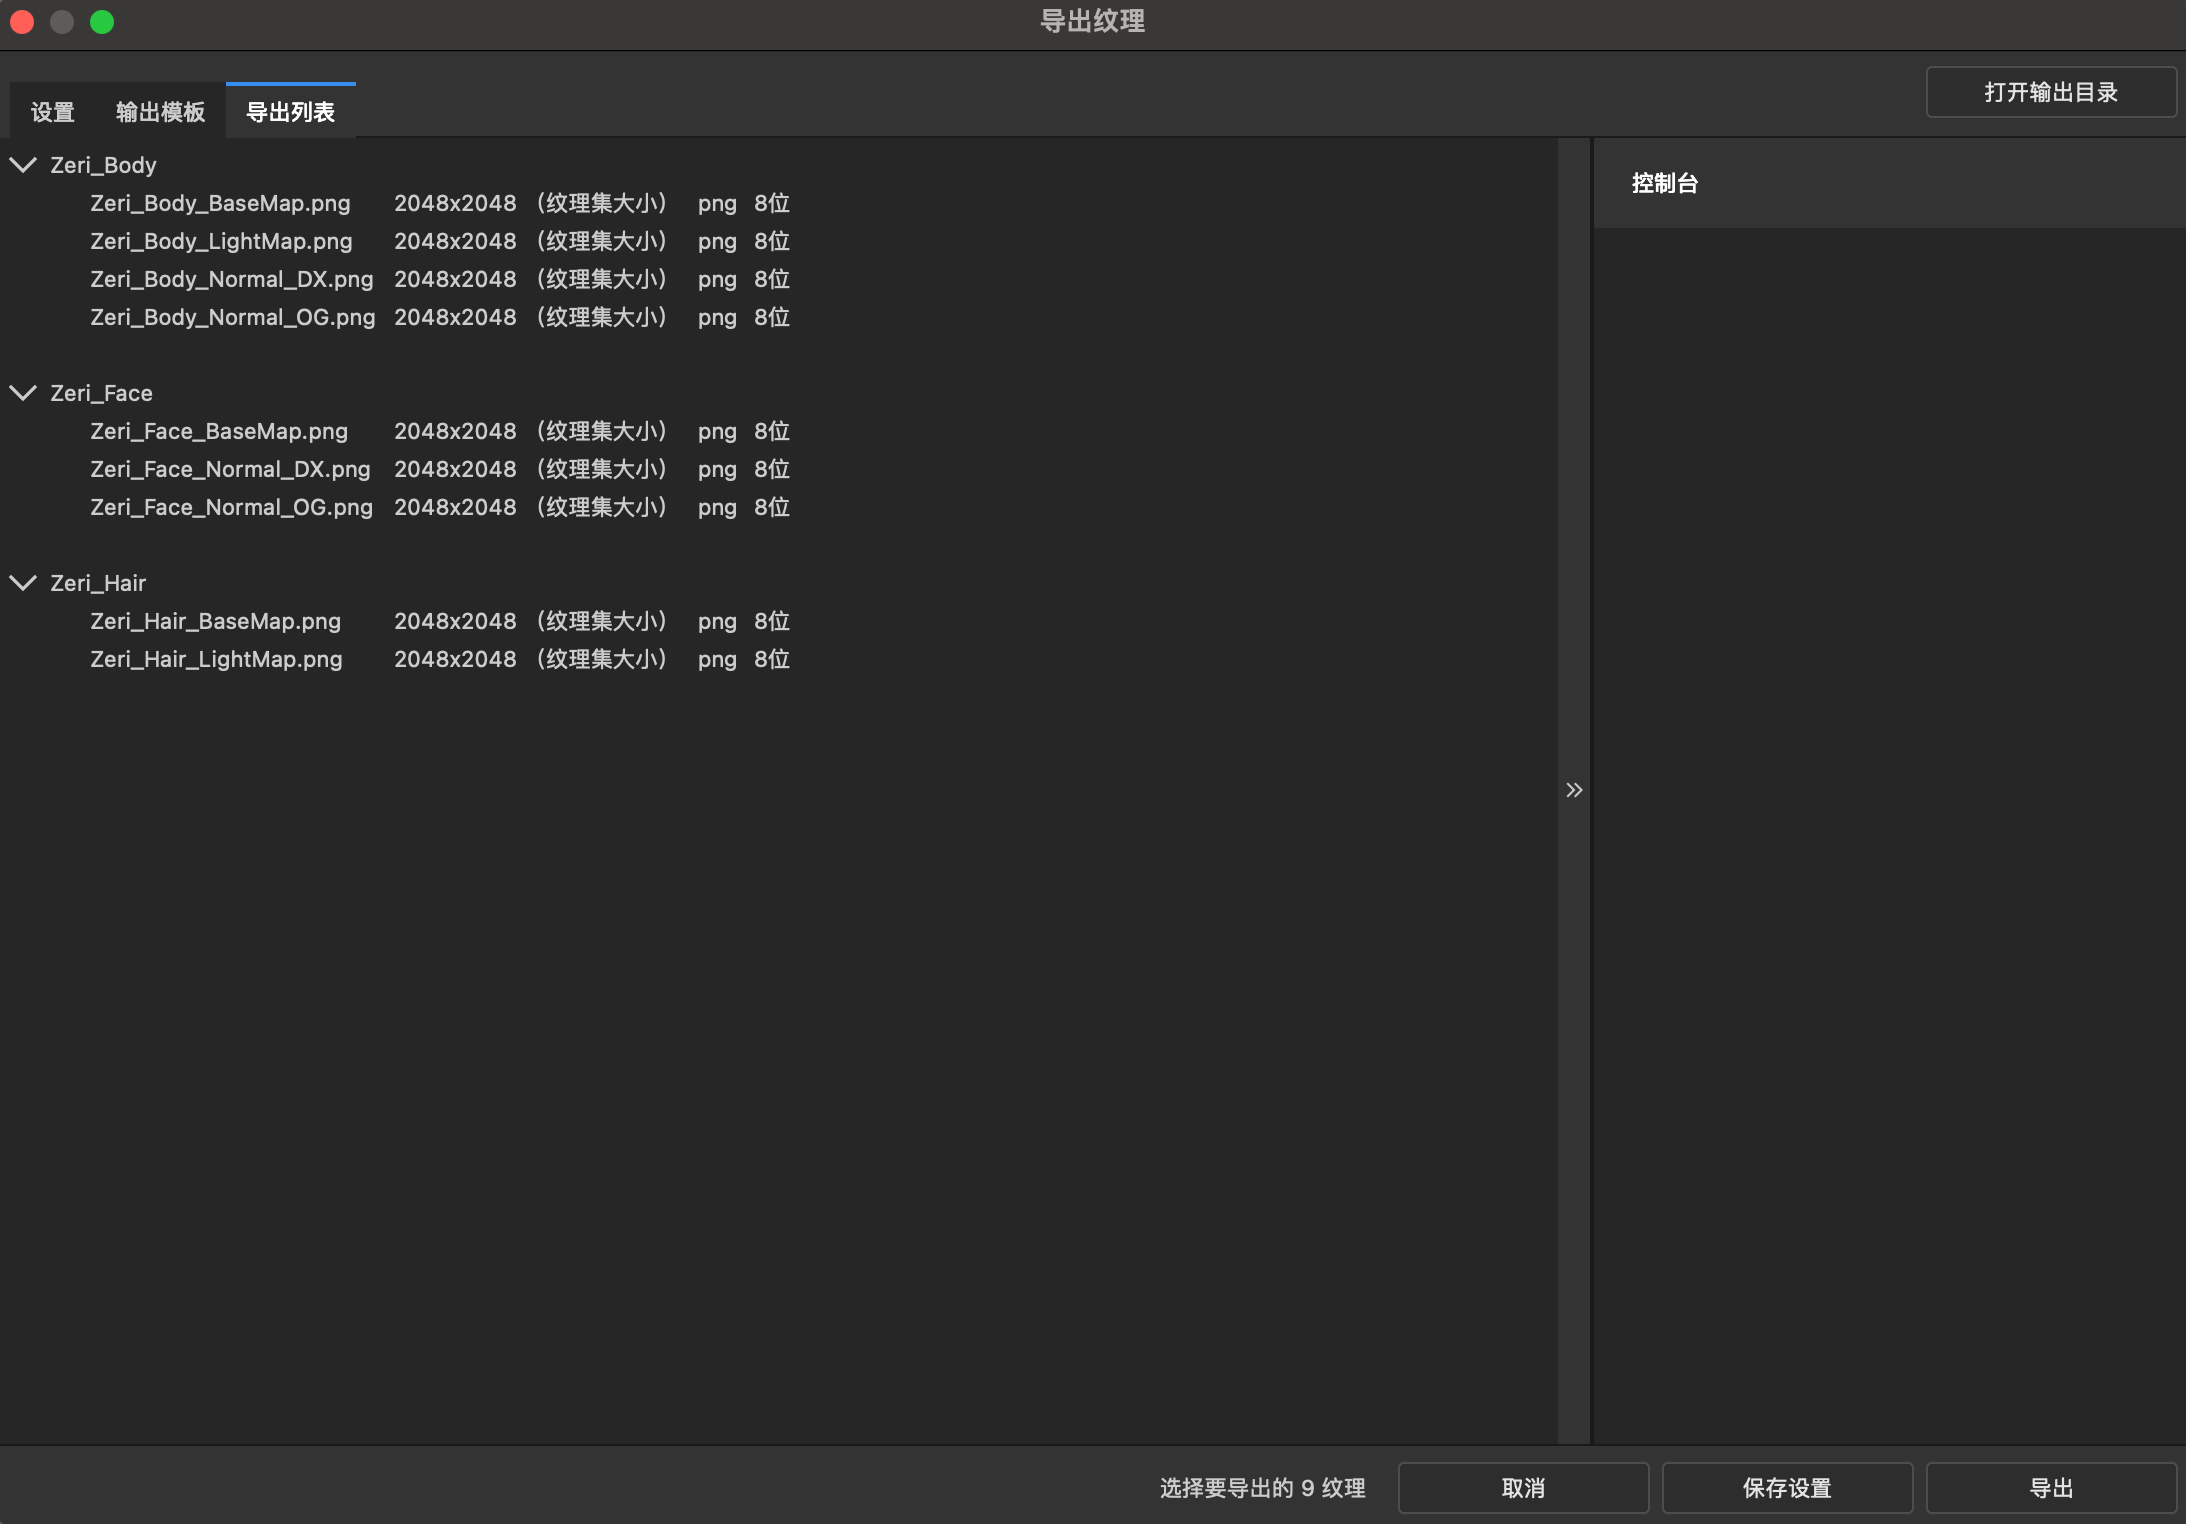 导出纹理
设置 输出模板 导出列表 打开输出目录
Zeri_Body
Zeri_Body_BaseMap.png 2048x2048 （纹理集大小） png 8位
Zeri_Body_LightMap.png 2048x2048 （纹理集大小） png 8位
Zeri_Body_Normal_DX.png 2048x2048 （纹理集大小） png 8位
Zeri_Body_Normal_OG.png 2048x2048 （纹理集大小） png 8位
Zeri_Face
Zeri_Face_BaseMap.png 2048x2048 （纹理集大小） png 8位
Zeri_Face_Normal_DX.png 2048x2048 （纹理集大小） png 8位
Zeri_Face_Normal_OG.png 2048x2048 （纹理集大小） png 8位
Zeri_Hair
Zeri_Hair_BaseMap.png 2048x2048 （纹理集大小） png 8位
Zeri_Hair_LightMap.png 2048x2048 （纹理集大小） png 8位
控制台
选择要导出的 9 纹理 取消 保存设置 导出